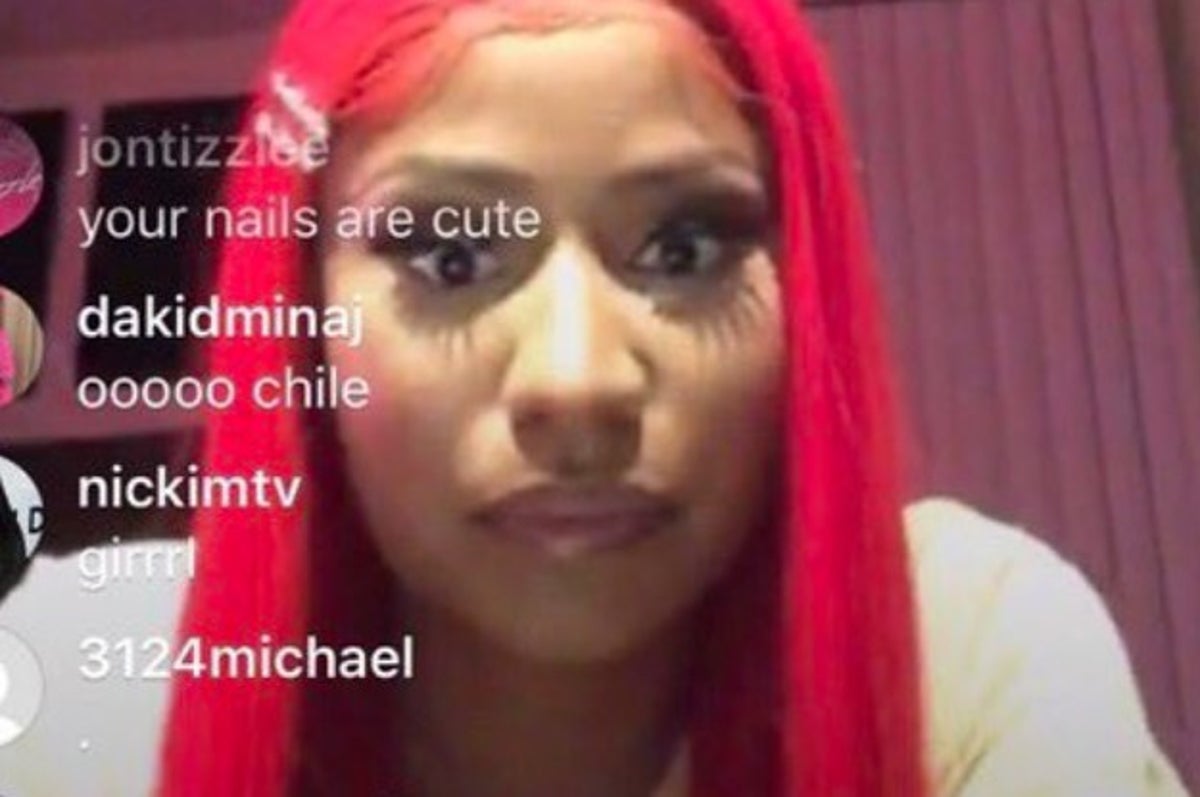 jontizzlee
your nails are cute
dakidminaj
ooooo chile
nickimtv
girrrl
3124michael
.